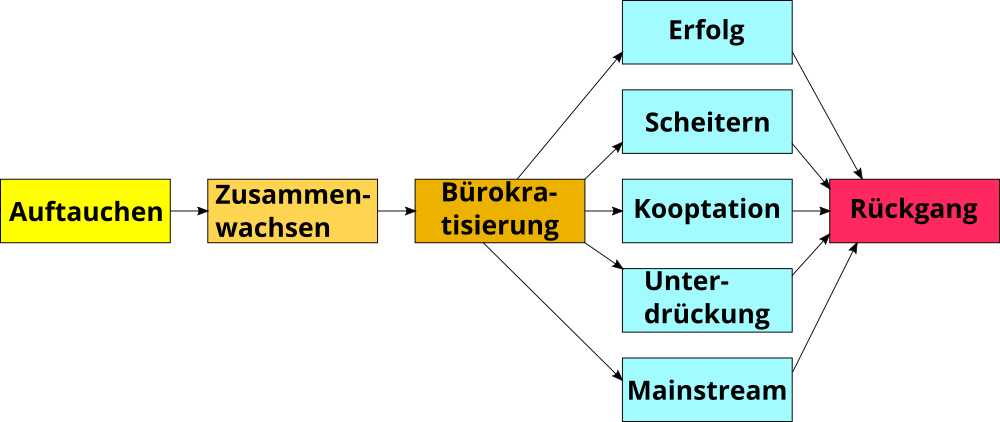 Auftauchen
Zusammen-
wachsen
Bürokra-
tisierung
Erfolg
Scheitern
Kooptation
Unter-
drückung
Mainstream
Rückgang